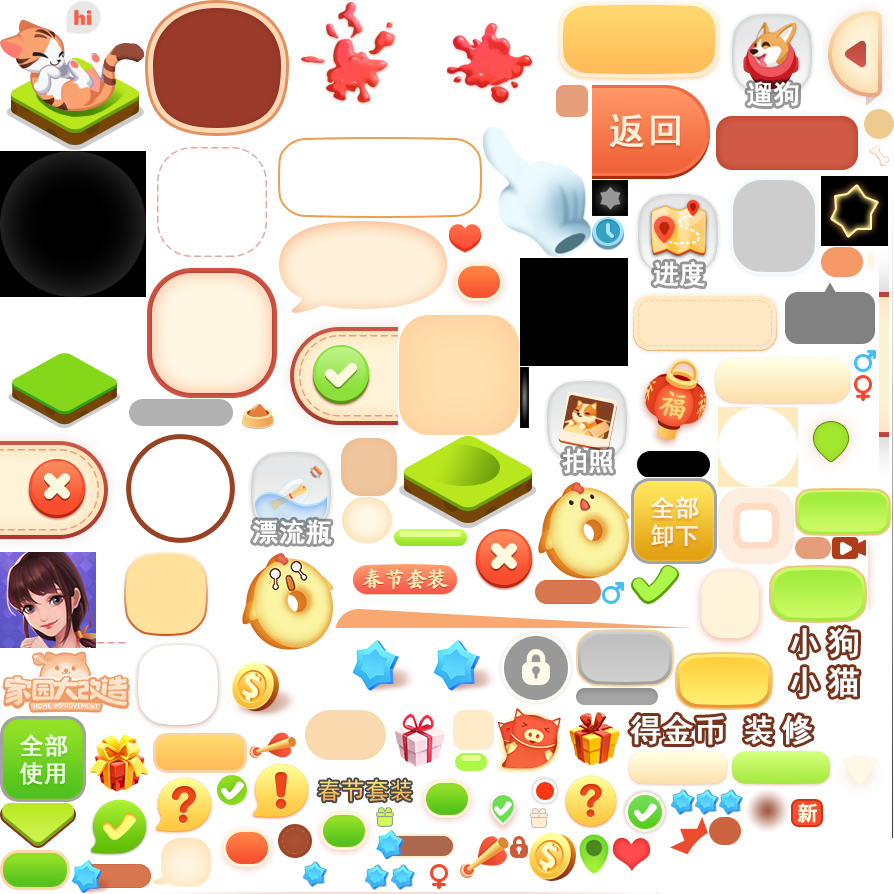 hi
遛狗
返回
进度
福
拍照
漂流瓶
全部
卸下
春节套装
小狗
小猫
家园大改造
HOME IMPROVEMENT
得金币 装修
全部
使用
春节套装
新